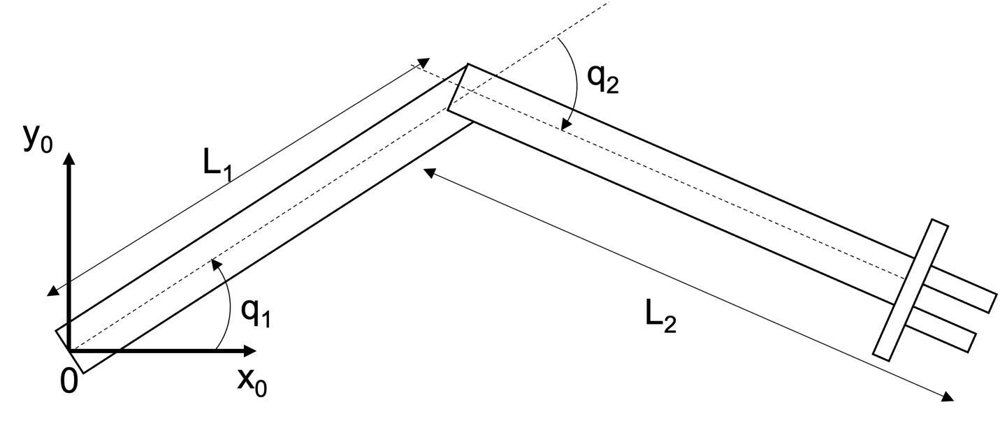 q₂
y₀
L₁
q₁
L₂
0
x₀